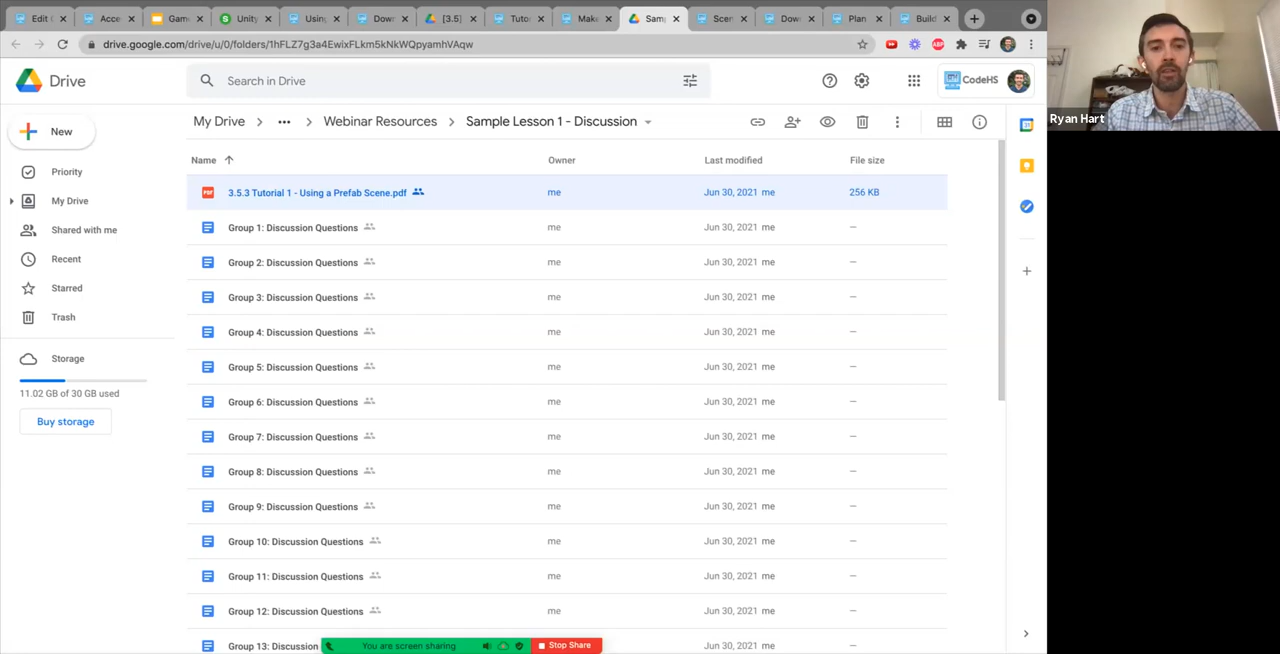 Edit
Acce
Game
Unity
Using
Down
[3.5]
Tutor
Make
Samp
Scen
Dow
Plan
Build
drive.google.com/drive/u/0/folders/1hFLZ7g3a4EwixFLkm5kNkWQpyamhVAqw
ABP
Drive
Search in Drive
CodeHS
New
My Drive > ... > Webinar Resources > Sample Lesson 1 - Discussion
Ryan Hart
Name Owner Last modified File size
Priority
My Drive
Shared with me
Recent
Starred
Trash
Storage
11.02 GB of 30 GB used
Buy storage
PDF 3.5.3 Tutorial 1 - Using a Prefab Scene.pdf me Jun 30, 2021 me 256 KB
Group 1: Discussion Questions me Jun 30, 2021 me –
Group 2: Discussion Questions me Jun 30, 2021 me –
Group 3: Discussion Questions me Jun 30, 2021 me –
Group 4: Discussion Questions me Jun 30, 2021 me –
Group 5: Discussion Questions me Jun 30, 2021 me –
Group 6: Discussion Questions me Jun 30, 2021 me –
Group 7: Discussion Questions me Jun 30, 2021 me –
Group 8: Discussion Questions me Jun 30, 2021 me –
Group 9: Discussion Questions me Jun 30, 2021 me –
Group 10: Discussion Questions me Jun 30, 2021 me –
Group 11: Discussion Questions me Jun 30, 2021 me –
Group 12: Discussion Questions me Jun 30, 2021 me –
Group 13: Discussion me Jun 30, 2021 me –
You are screen sharing Stop Share